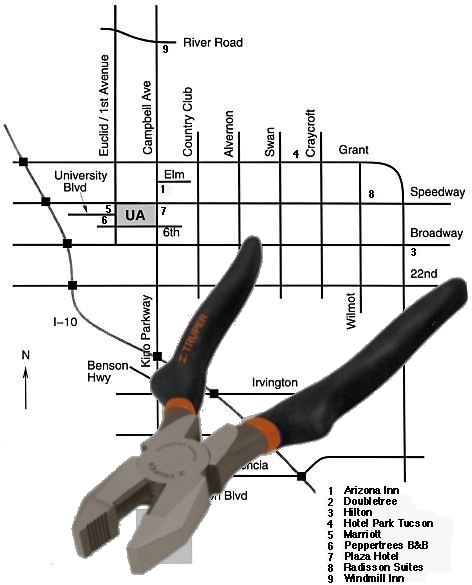 River Road
9
Euclid / 1st Avenue
Campbell Ave
Country Club
Alvernon
Swan
Craycroft
4
Grant
University
Blvd
Elm
1
8
Speedway
5
UA
7
6
6th
Broadway
3
22nd
I-10
Kino Parkway
Wilmot
TRUPER
N
Benson
Hwy
Irvington
Blvd
1 Arizona Inn
2 Doubletree
3 Hilton
4 Hotel Park Tucson
5 Marriott
6 Peppertrees B&B
7 Plaza Hotel
8 Radisson Suites
9 Windmill Inn